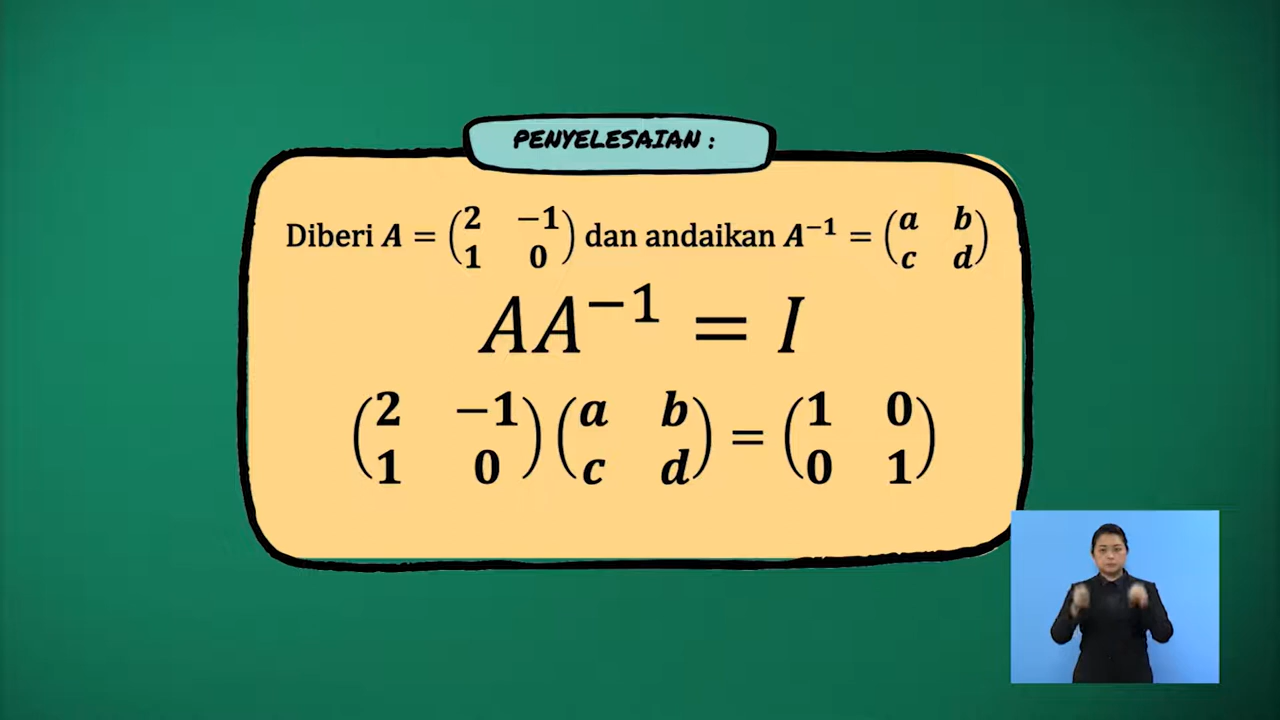 PENYELESAIAN :
Diberi A = (2 −1; 1 0) dan andaikan A⁻¹ = (a b; c d)
AA⁻¹ = I
(2 −1; 1 0)(a b; c d) = (1 0; 0 1)